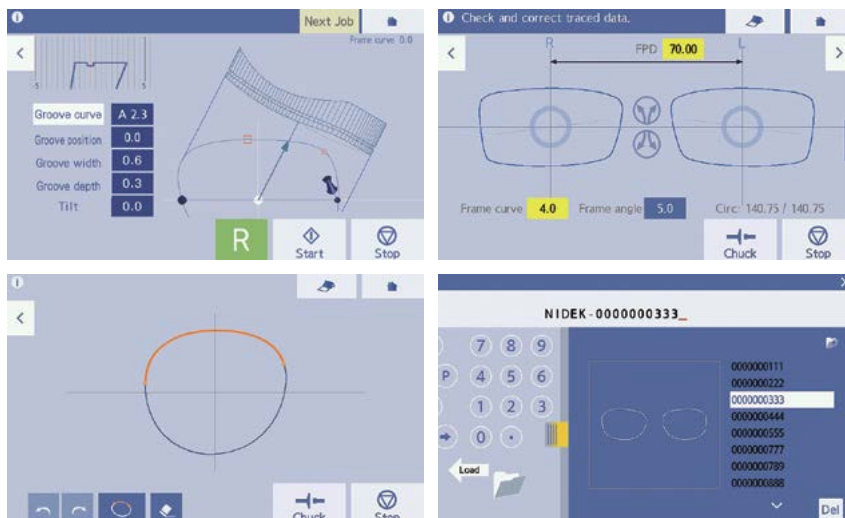 Next Job
Frame curve 0.0
5 5
Groove curve A 2.3
Groove position 0.0
Groove width 0.6
Groove depth 0.3
Tilt 0.0
R
Start
Stop
Check and correct traced data.
R L
FPD 70.00
Frame curve 4.0 Frame angle 5.0 Circ: 140.75 / 140.75
Chuck
Stop
Chuck
Stop
NIDEK-0000000333_
7 8 9
P 4 5 6
1 2 3
0 .
Load
0000000111
0000000222
0000000333
0000000444
0000000555
0000000777
0000000789
0000000888
Del